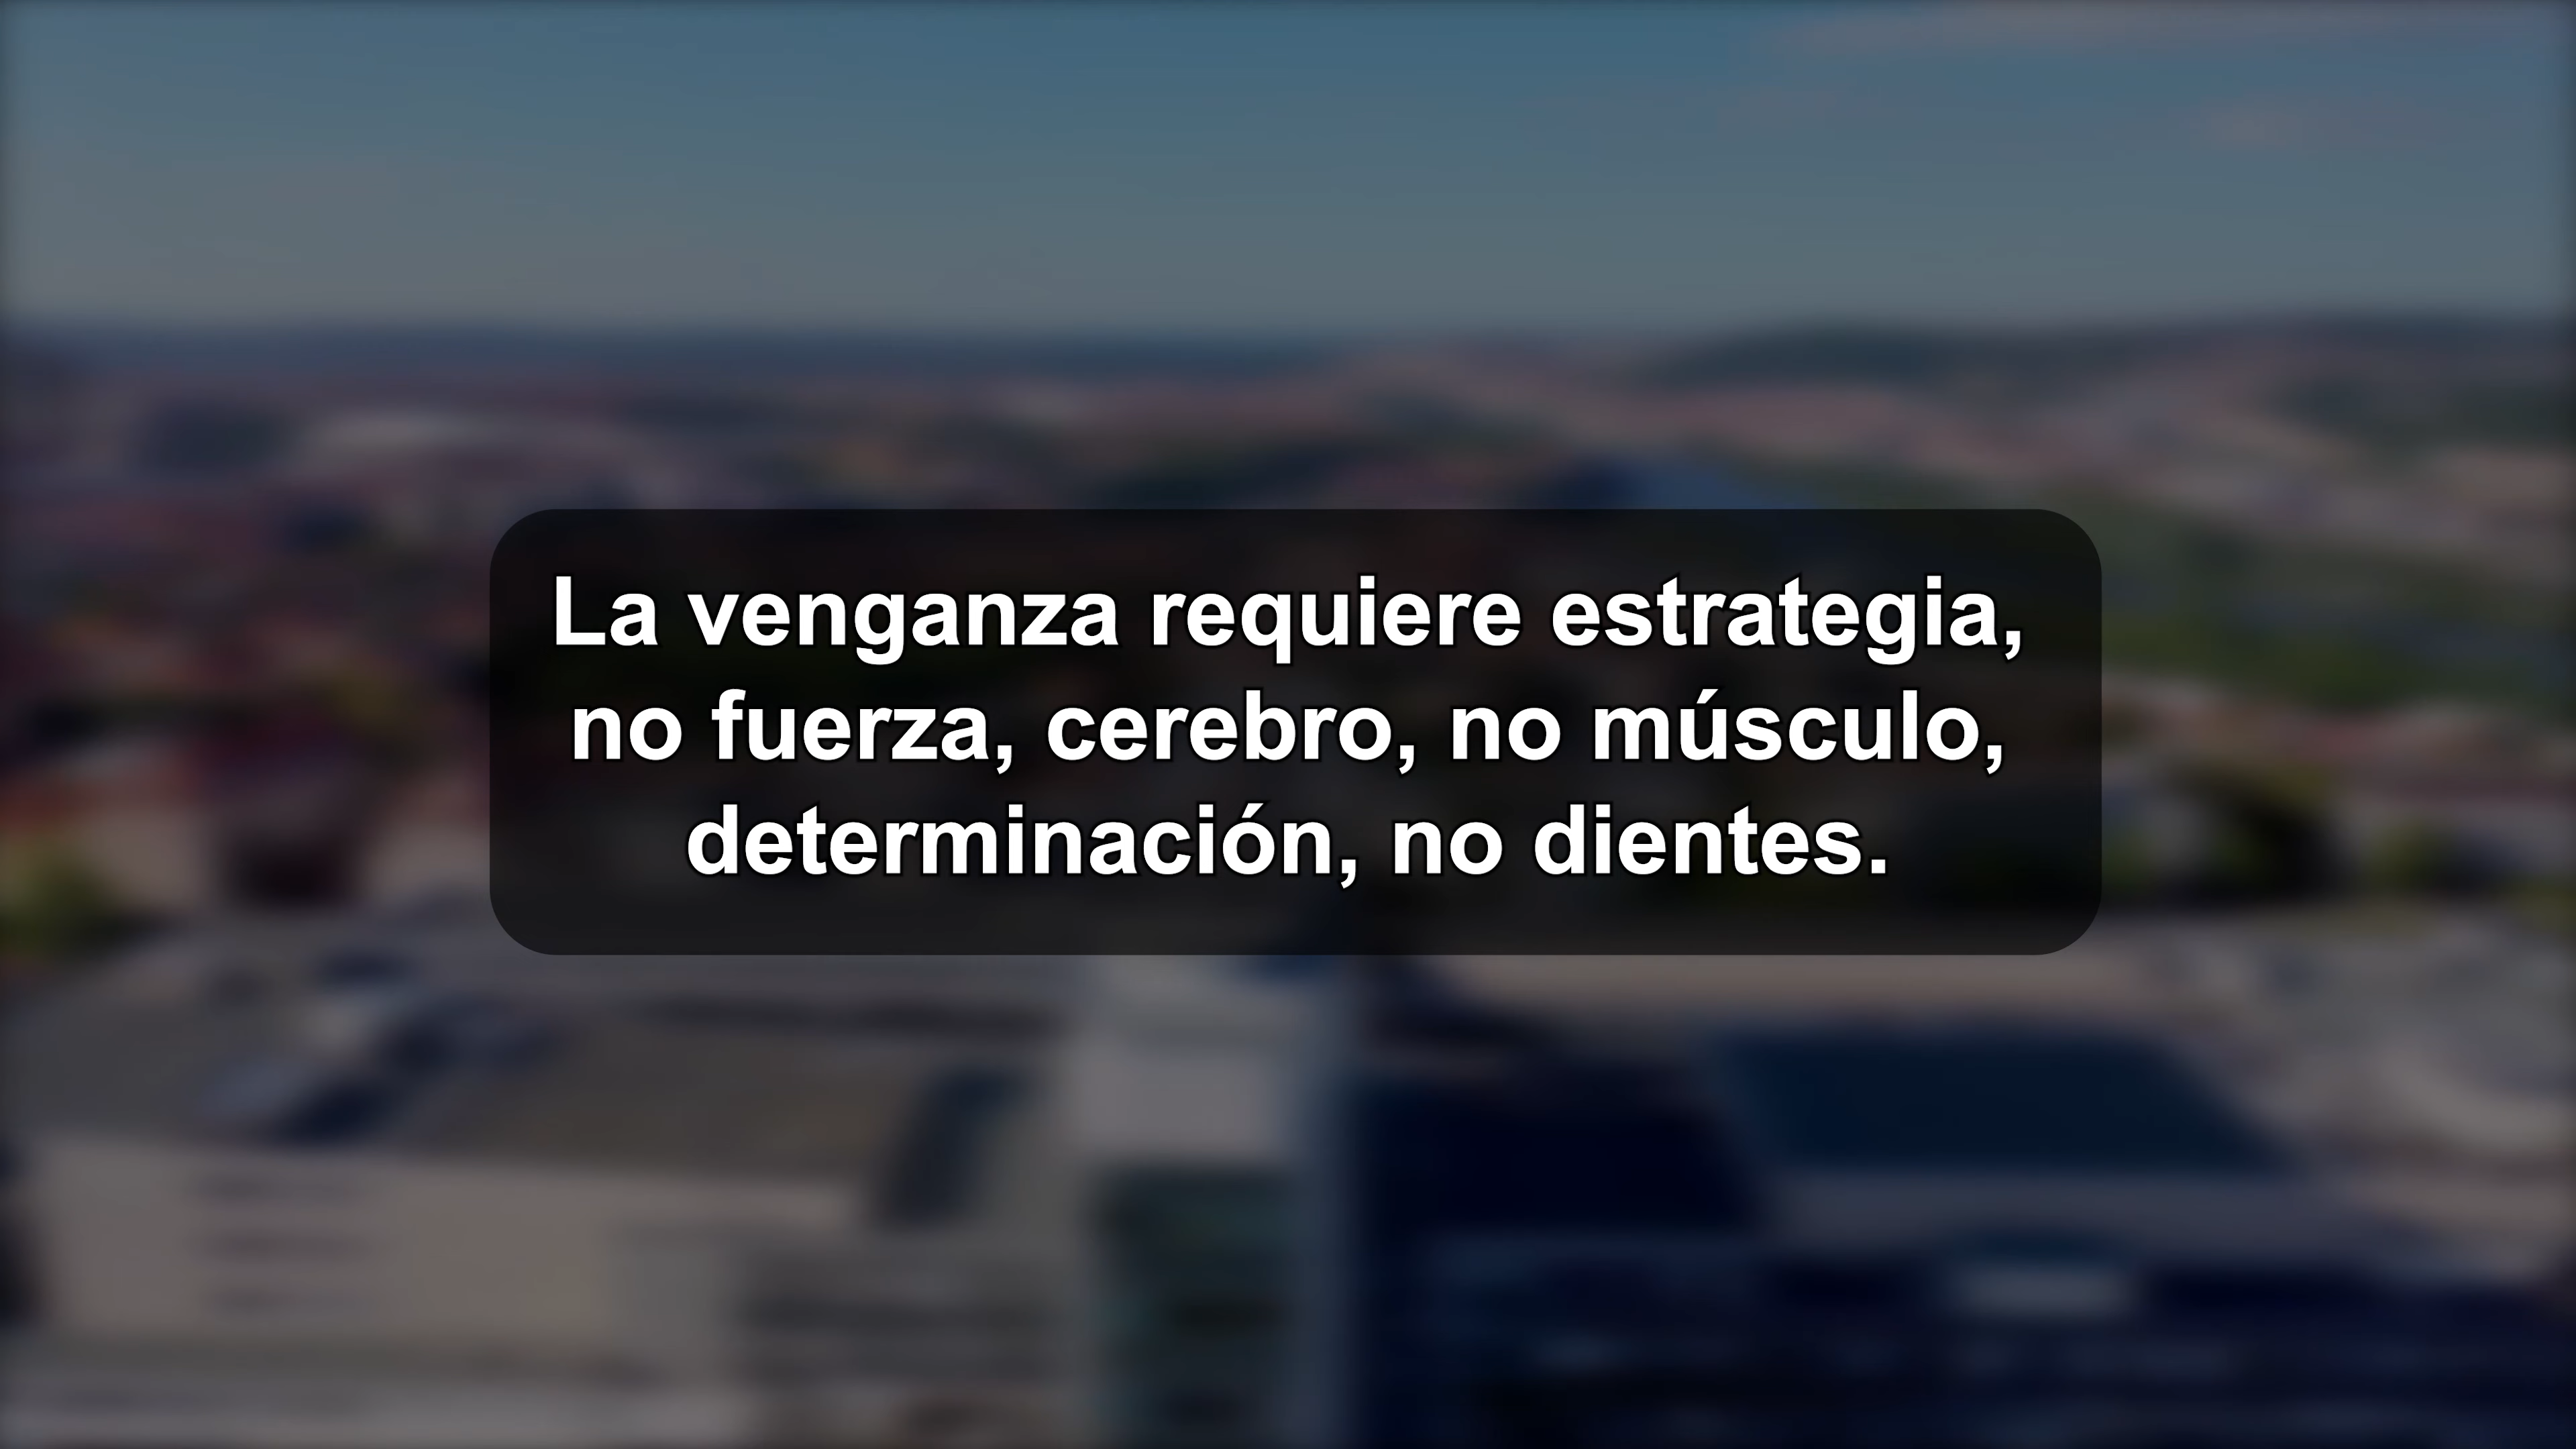 La venganza requiere estrategia,
no fuerza, cerebro, no músculo,
determinación, no dientes.